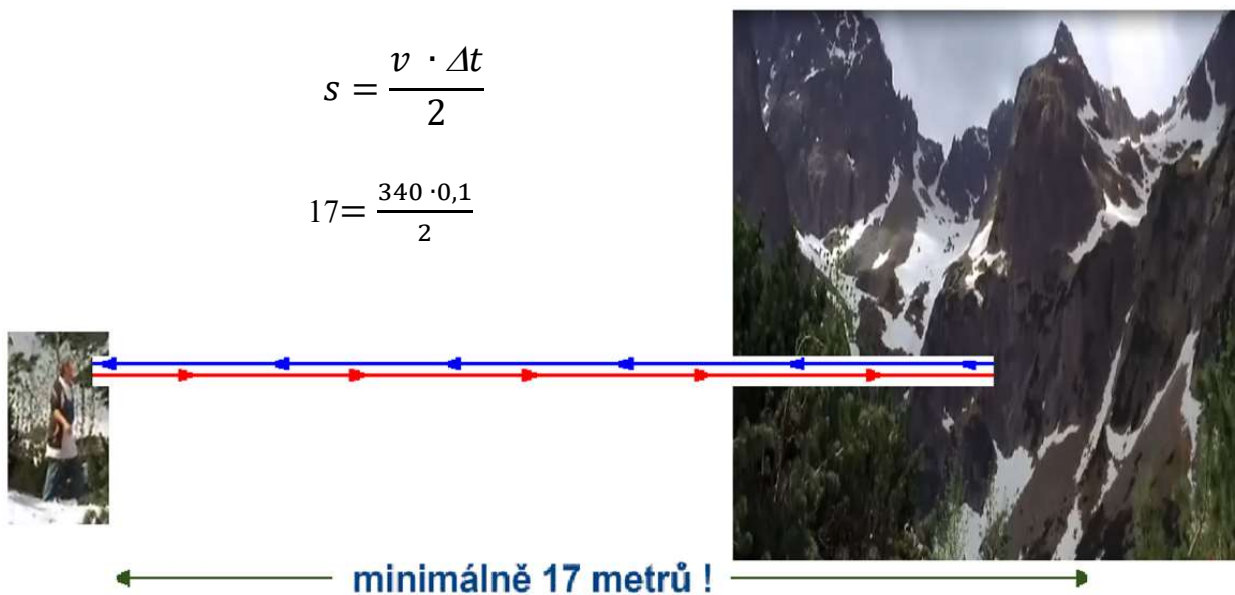 s = v · Δt / 2
17= 340 ·0,1 / 2
minimálně 17 metrů !